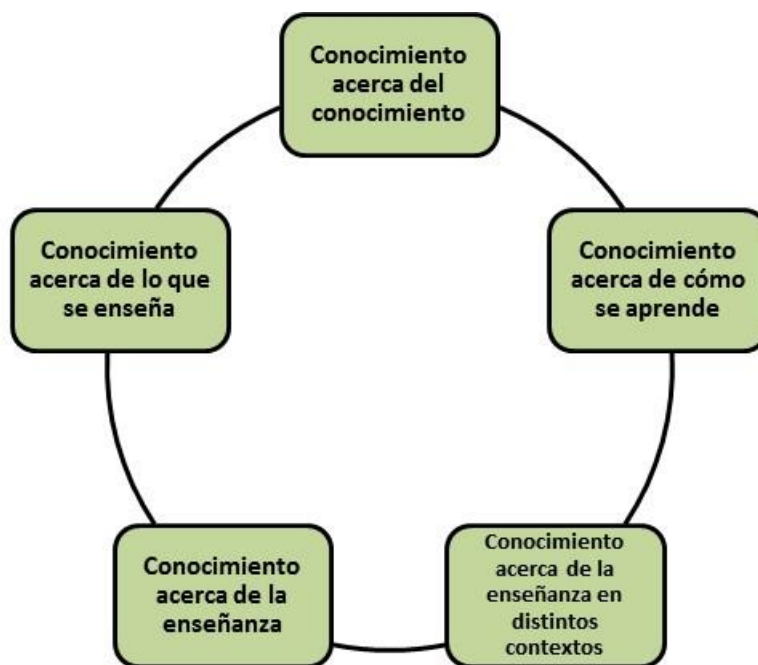 Conocimiento
acerca del
conocimiento
Conocimiento
acerca de lo que
se enseña
Conocimiento
acerca de cómo
se aprende
Conocimiento
acerca de la
enseñanza
Conocimiento
acerca de la
enseñanza en
distintos
contextos